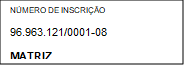 NÚMERO DE INSCRIÇÃO
96.963.121/0001-08
MATRIZ